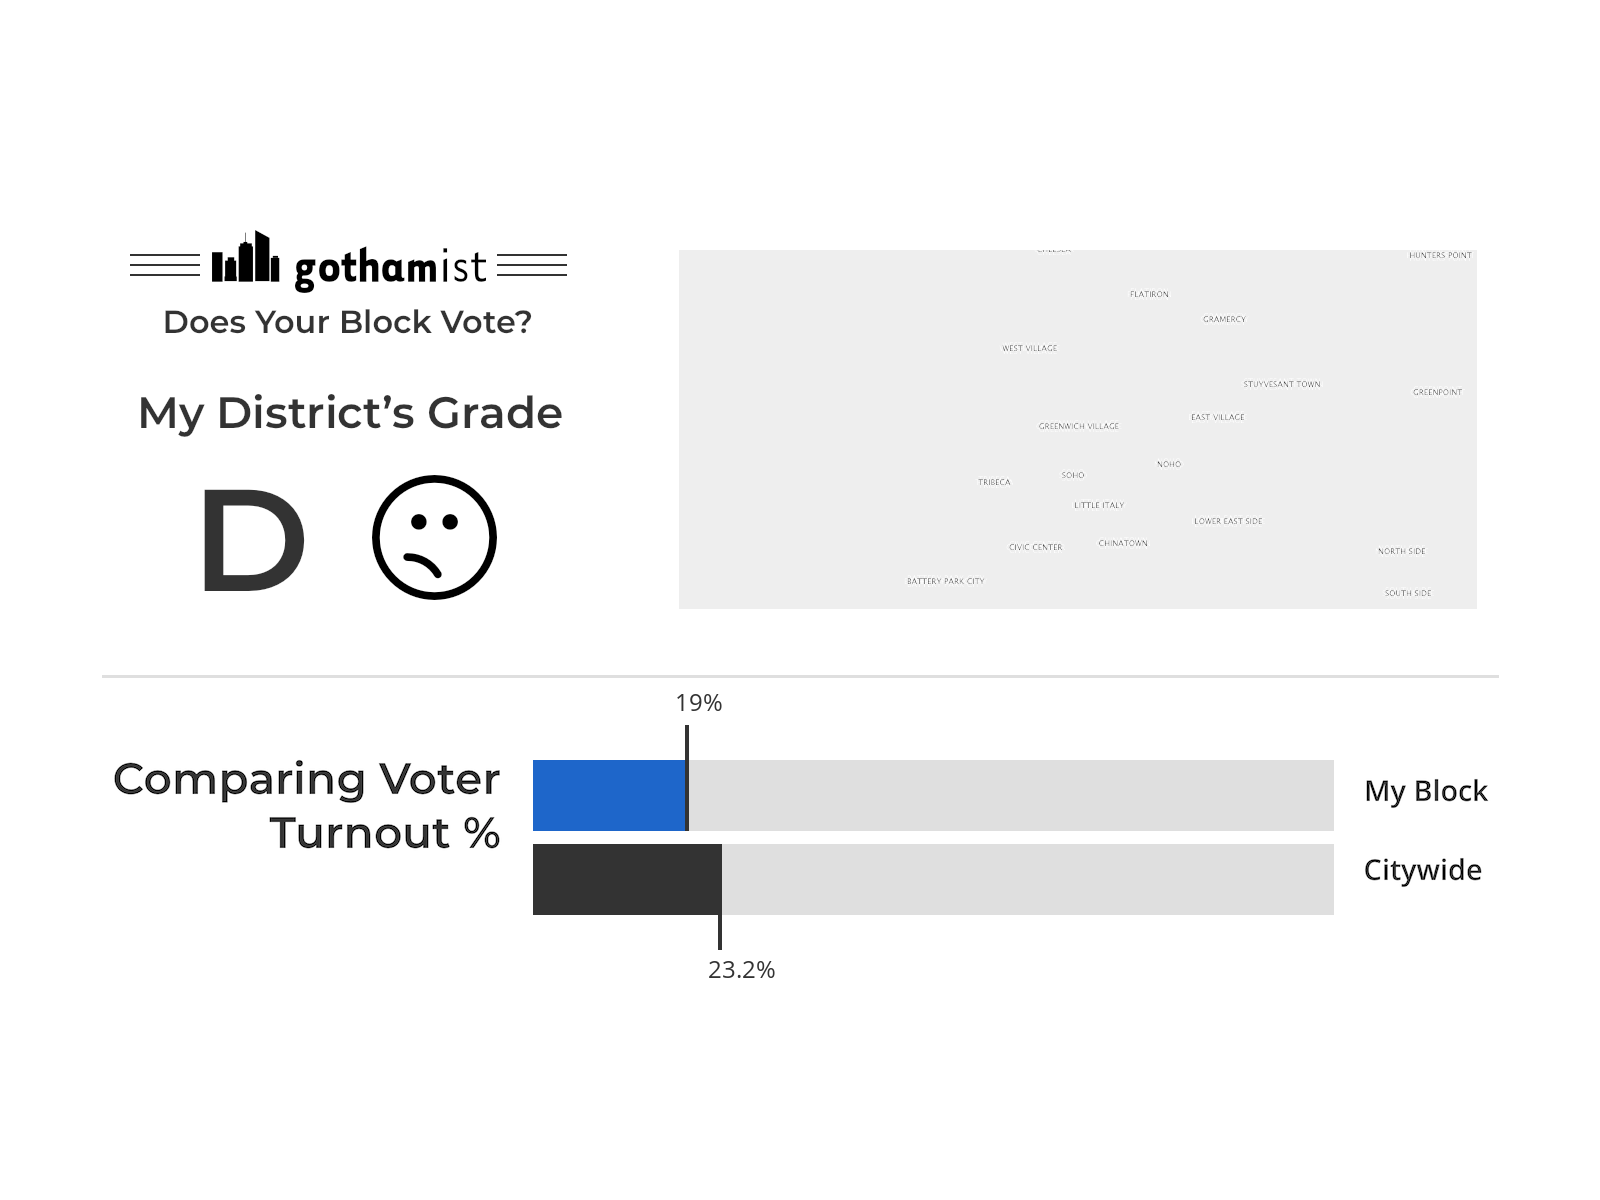 gothamist
Does Your Block Vote?
My District’s Grade
D
CHELSEA
HUNTERS POINT
FLATIRON
GRAMERCY
WEST VILLAGE
STUYVESANT TOWN
GREENPOINT
EAST VILLAGE
GREENWICH VILLAGE
NOHO
SOHO
TRIBECA
LITTLE ITALY
LOWER EAST SIDE
CIVIC CENTER
CHINATOWN
NORTH SIDE
BATTERY PARK CITY
SOUTH SIDE
19%
Comparing Voter
Turnout %
My Block
Citywide
23.2%